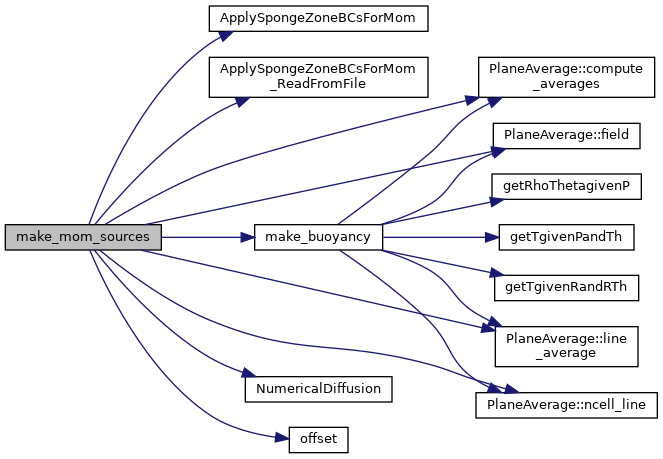 ApplySpongeZoneBCsForMom
ApplySpongeZoneBCsForMom
_ReadFromFile
PlaneAverage::compute
_averages
PlaneAverage::field
getRhoThetagivenP
make_mom_sources
make_buoyancy
getTgivenPandTh
getTgivenRandRTh
PlaneAverage::line
_average
NumericalDiffusion
PlaneAverage::ncell_line
offset